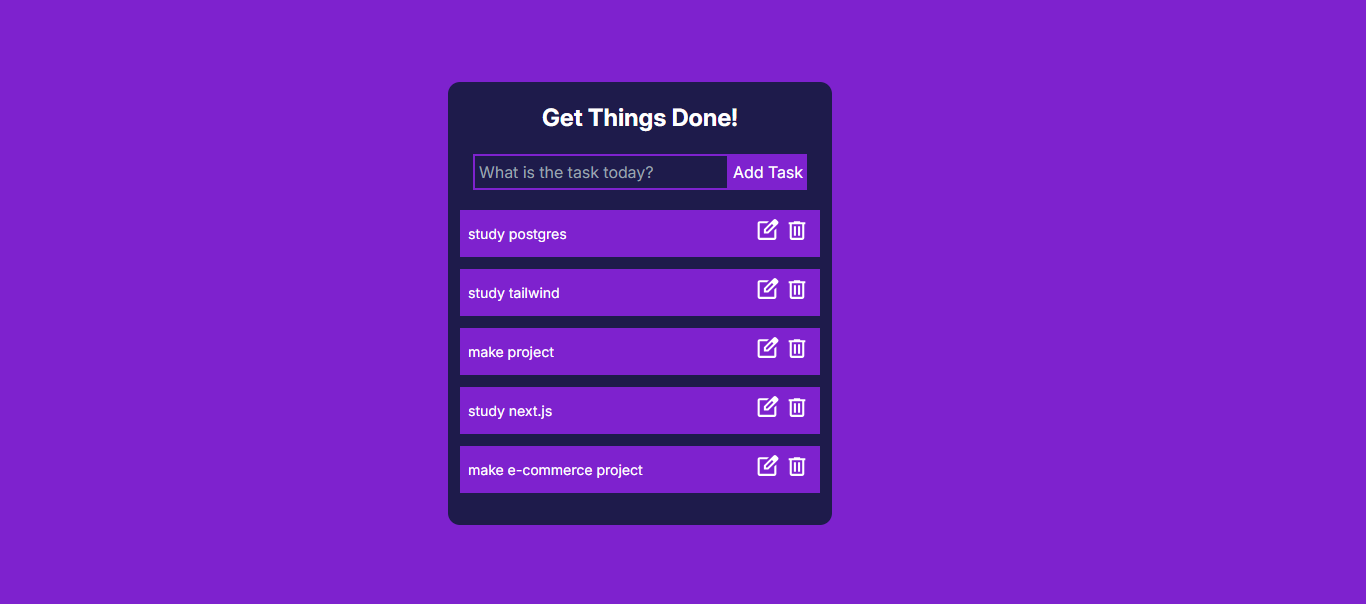 Get Things Done!
What is the task today?
Add Task
study postgres
study tailwind
make project
study next.js
make e-commerce project